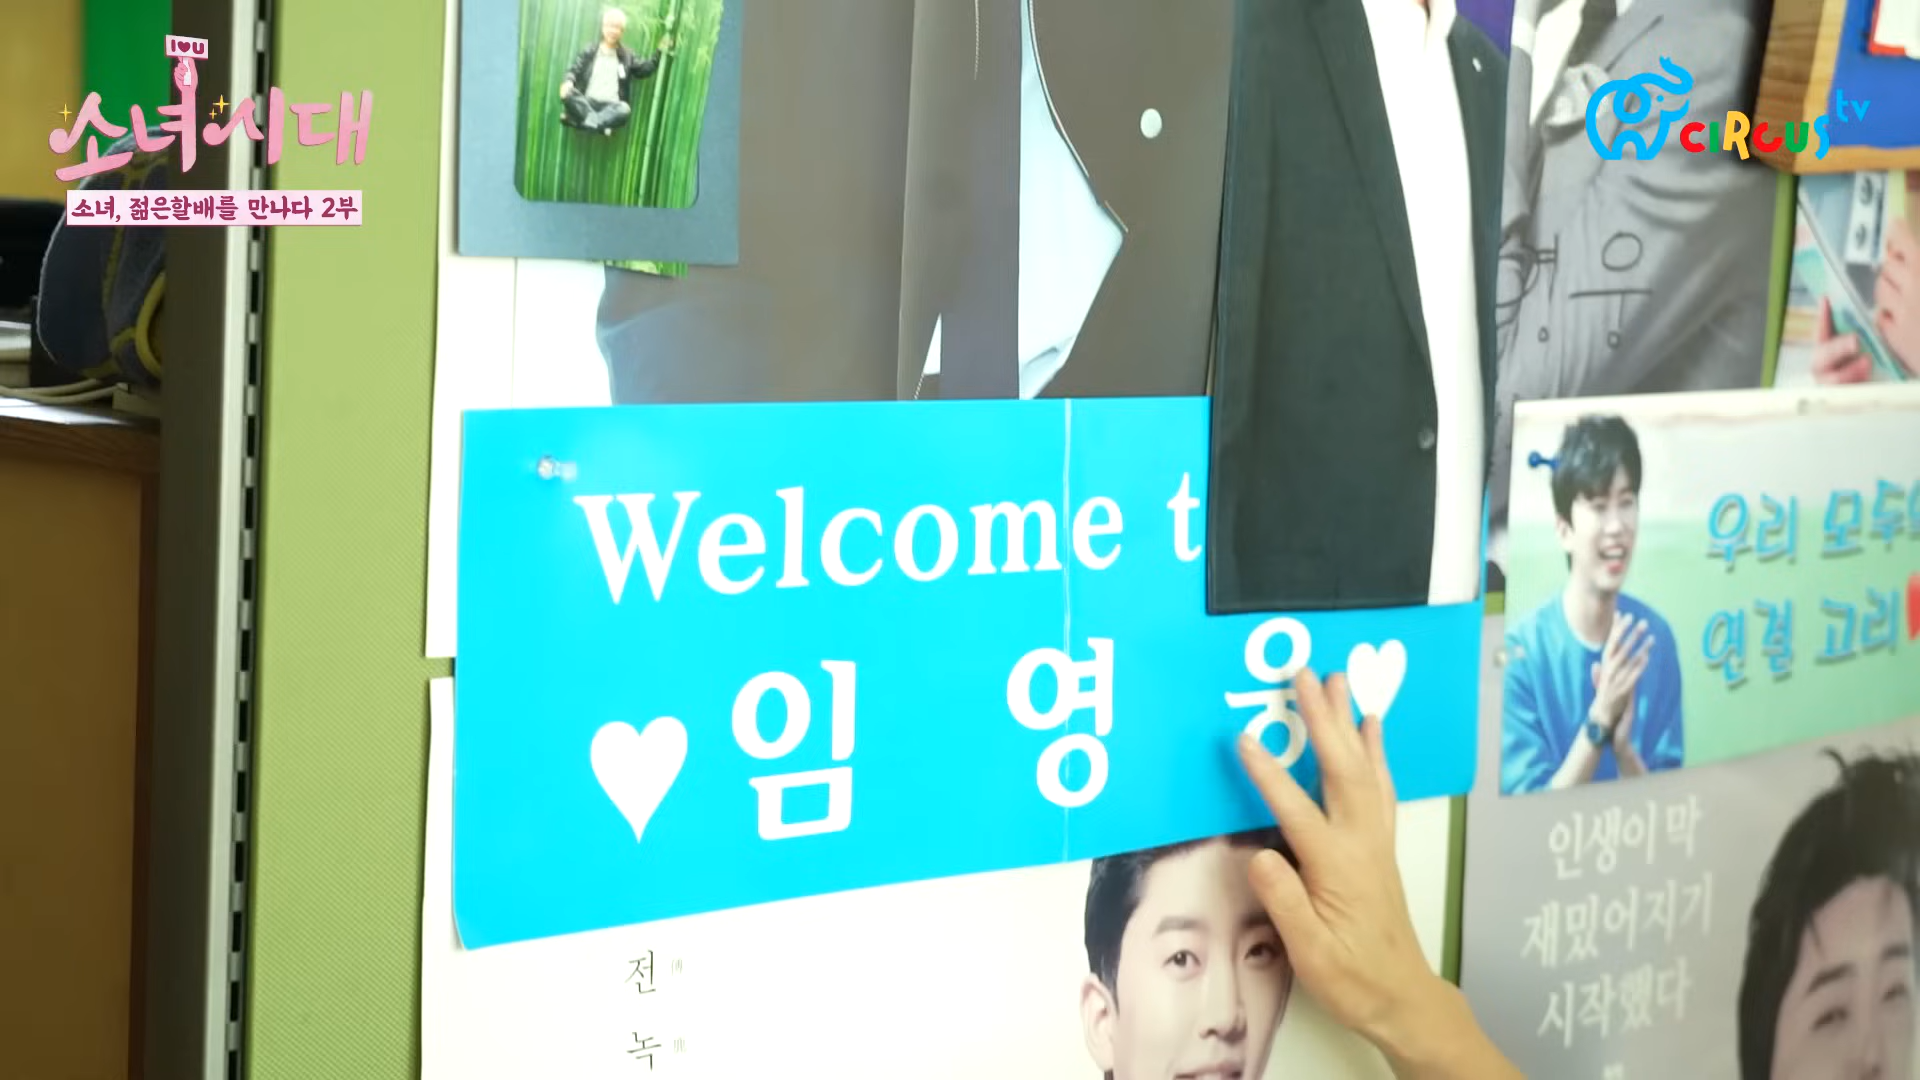 I♥U
소녀시대
소녀, 젊은할배를 만나다 2부
CIRCUS tv
Welcome t
♥임 영 웅♥
우리 모두의
연결 고리
인생이 막
재밌어지기
시작했다
전
녹